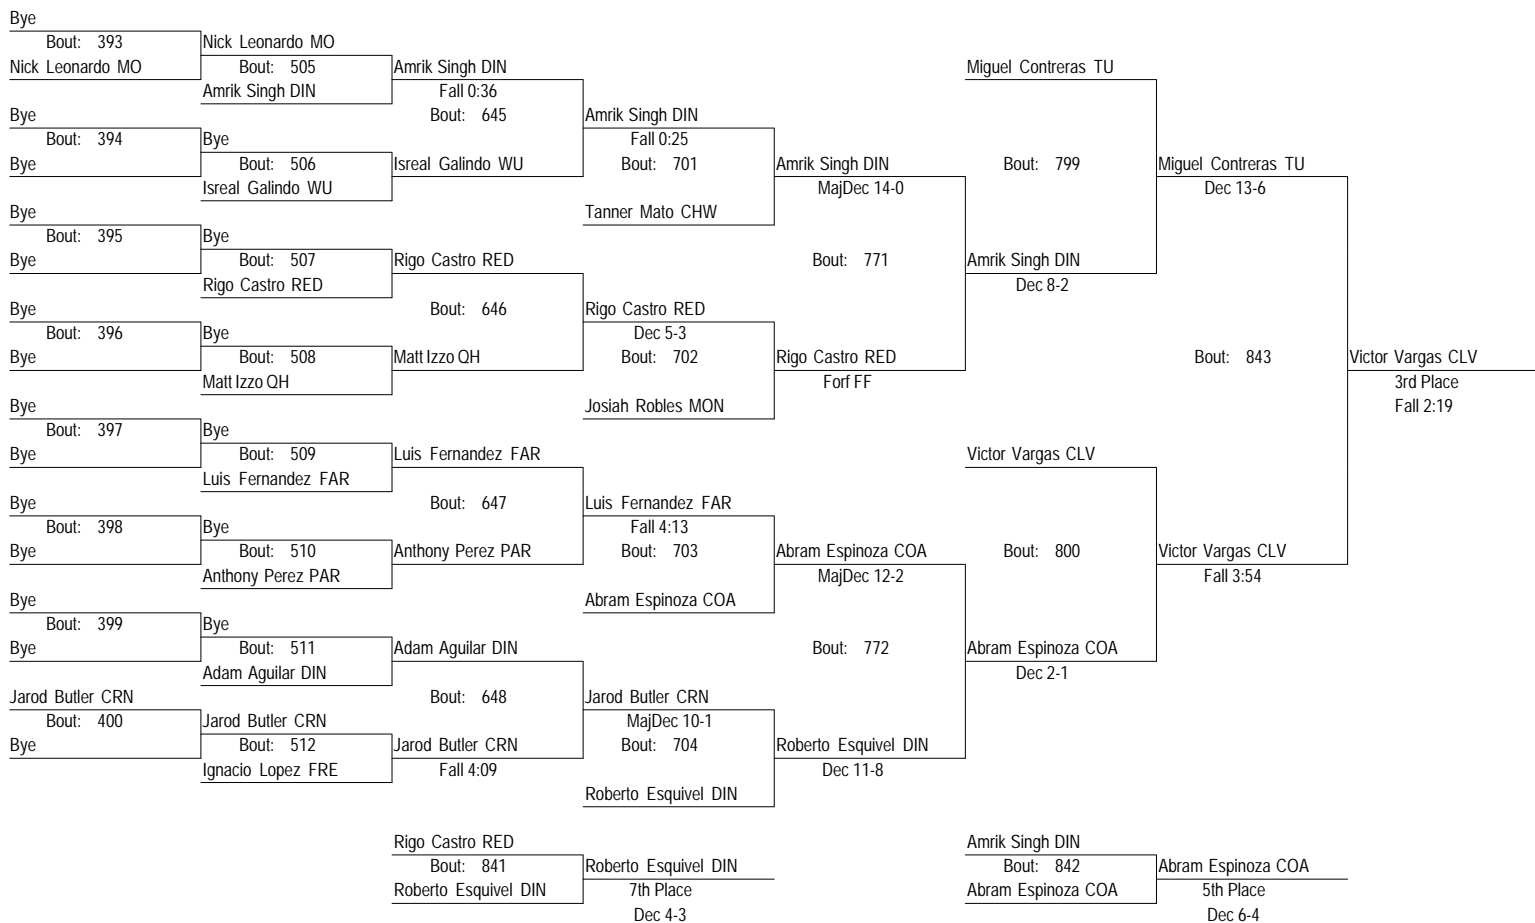 Bye
Bout: 393
Nick Leonardo MO
Nick Leonardo MO
Bout: 505
Amrik Singh DIN
Amrik Singh DIN
Fall 0:36
Bout: 645
Bye
Bout: 394
Bye
Bye
Bout: 506
Isreal Galindo WU
Isreal Galindo WU
Amrik Singh DIN
Fall 0:25
Bout: 701
Tanner Mato CHW
Amrik Singh DIN
MajDec 14-0
Bout: 771
Bye
Bout: 395
Bye
Bye
Bout: 507
Rigo Castro RED
Rigo Castro RED
Bout: 646
Bye
Bout: 396
Bye
Bye
Bout: 508
Matt Izzo QH
Matt Izzo QH
Rigo Castro RED
Dec 5-3
Bout: 702
Josiah Robles MON
Rigo Castro RED
Forf FF
Miguel Contreras TU
Bout: 799
Amrik Singh DIN
Dec 8-2
Miguel Contreras TU
Dec 13-6
Bout: 843
Victor Vargas CLV
3rd Place
Fall 2:19
Bye
Bout: 397
Bye
Bye
Bout: 509
Luis Fernandez FAR
Luis Fernandez FAR
Bout: 647
Bye
Bout: 398
Bye
Bye
Bout: 510
Anthony Perez PAR
Anthony Perez PAR
Luis Fernandez FAR
Fall 4:13
Bout: 703
Abram Espinoza COA
Abram Espinoza COA
MajDec 12-2
Bout: 772
Bye
Bout: 399
Bye
Bye
Bout: 511
Adam Aguilar DIN
Adam Aguilar DIN
Bout: 648
Jarod Butler CRN
Bout: 400
Bye
Jarod Butler CRN
Bout: 512
Ignacio Lopez FRE
Jarod Butler CRN
Fall 4:09
Jarod Butler CRN
MajDec 10-1
Bout: 704
Roberto Esquivel DIN
Roberto Esquivel DIN
Dec 11-8
Victor Vargas CLV
Bout: 800
Abram Espinoza COA
Dec 2-1
Victor Vargas CLV
Fall 3:54
Rigo Castro RED
Bout: 841
Roberto Esquivel DIN
Roberto Esquivel DIN
7th Place
Dec 4-3
Amrik Singh DIN
Bout: 842
Abram Espinoza COA
Abram Espinoza COA
5th Place
Dec 6-4